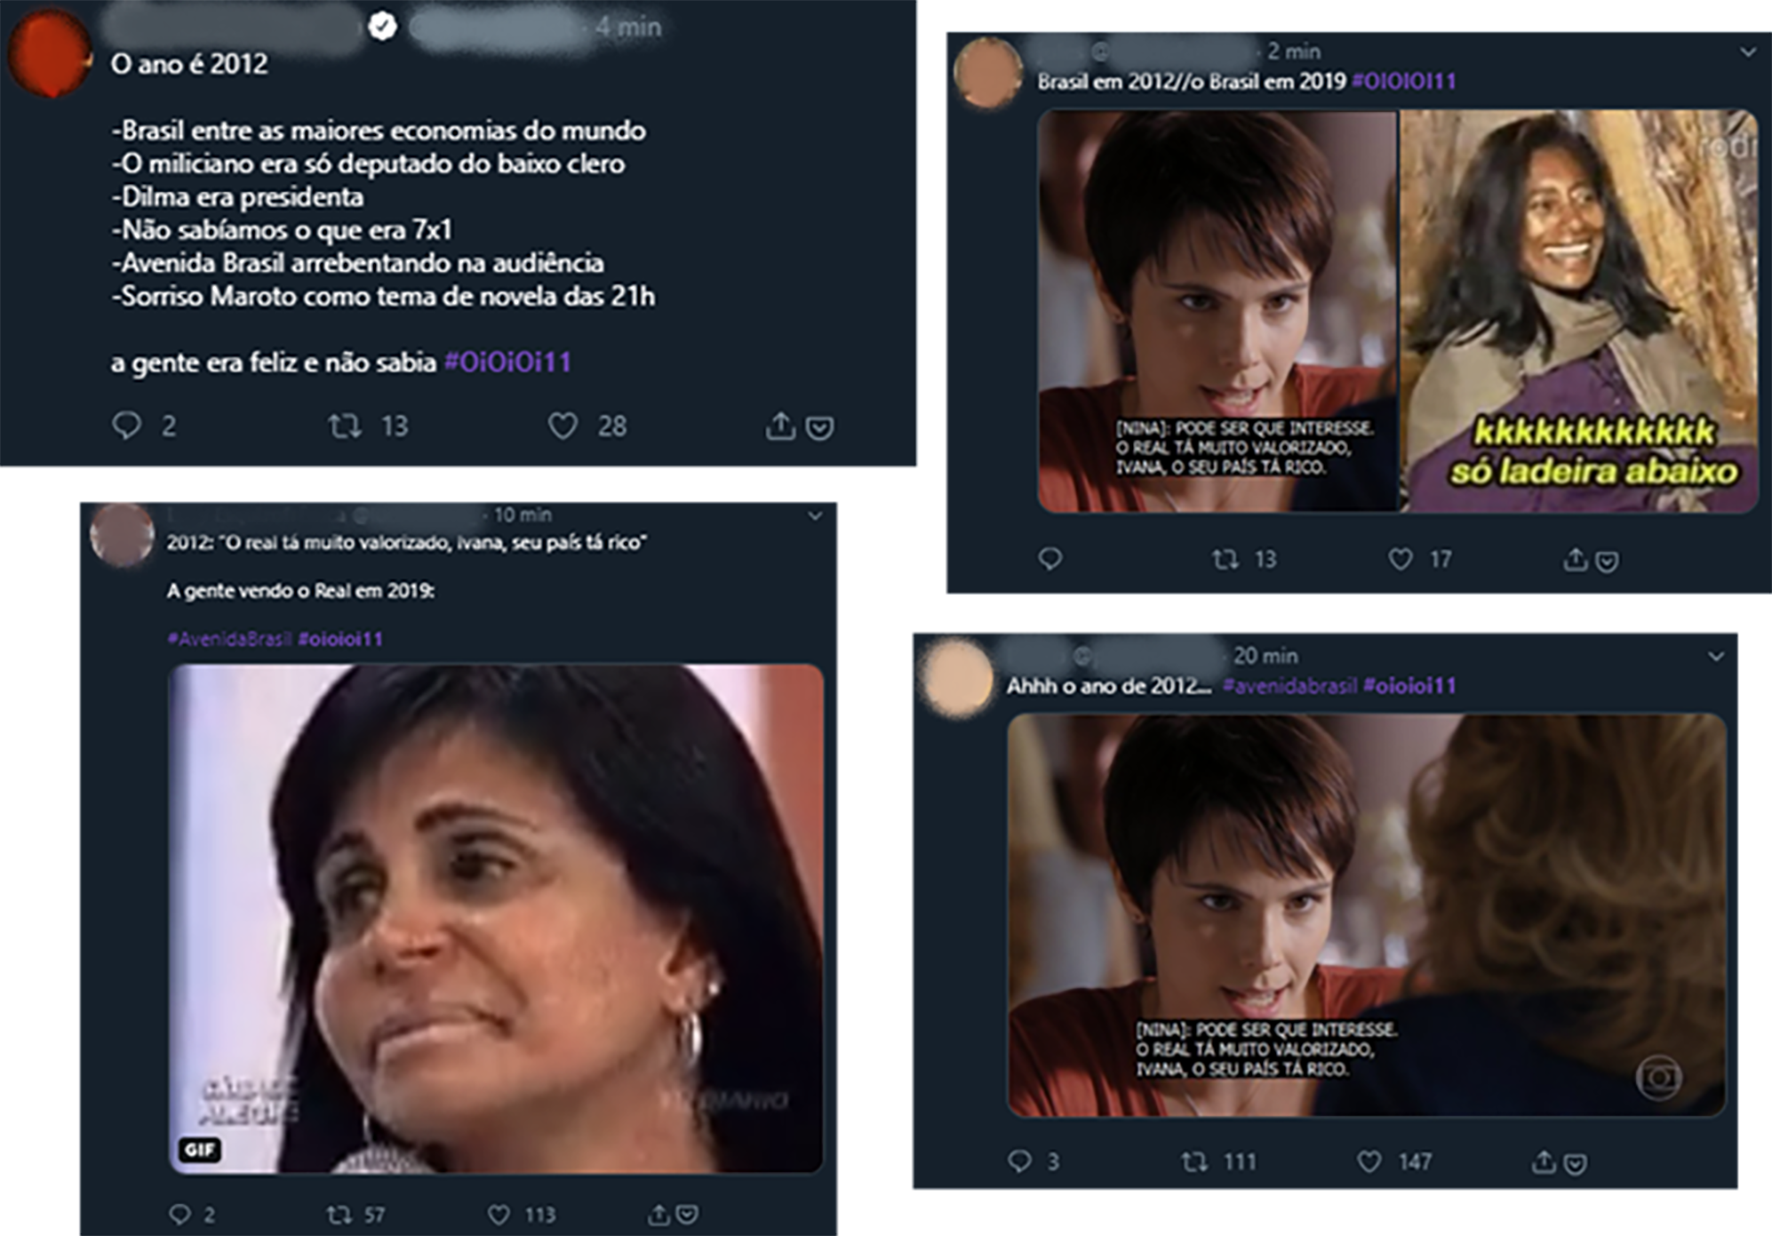 4 min
O ano é 2012
-Brasil entre as maiores economias do mundo
-O miliciano era só deputado do baixo clero
-Dilma era presidenta
-Não sabíamos o que era 7x1
-Avenida Brasil arrebentando na audiência
-Sorriso Maroto como tema de novela das 21h
a gente era feliz e não sabia #OiOiOi11
2 13 28
@ · 2 min
Brasil em 2012//o Brasil em 2019 #OIOIOI11
rodr
[NINA]: PODE SER QUE INTERESSE.
O REAL TÁ MUITO VALORIZADO,
IVANA, O SEU PAÍS TÁ RICO.
kkkkkkkkkkkk
só ladeira abaixo
13 17
@ · 10 min
2012: "O real tá muito valorizado, ivana, seu país tá rico"
A gente vendo o Real em 2019:
#AvenidaBrasil #oioioi11
GIF
2 57 113
@ 20 min
Ahhh o ano de 2012... #avenidabrasil #oioioi11
[NINA]: PODE SER QUE INTERESSE.
O REAL TÁ MUITO VALORIZADO,
IVANA, O SEU PAÍS TÁ RICO.
3 111 147